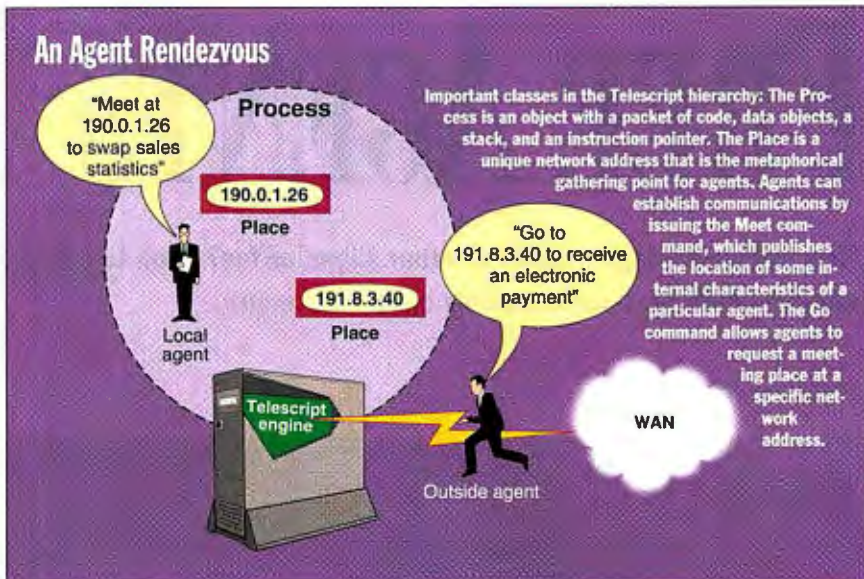 An Agent Rendezvous
"Meet at
190.0.1.26
to swap sales
statistics"
Process
190.0.1.26
Place
191.8.3.40
Place
Local
agent
Telescript
engine
"Go to
191.8.3.40 to receive
an electronic
payment"
Outside agent
WAN
Important classes in the Telescript hierarchy: The Pro-
cess is an object with a packet of code, data objects, a
stack, and an instruction pointer. The Place is a
unique network address that is the metaphorical
gathering point for agents. Agents can
establish communications by
issuing the Meet com-
mand, which publishes
the location of some in-
ternal characteristics of a
particular agent. The Go
command allows agents to
request a meet-
ing place at a
specific net-
work
address.